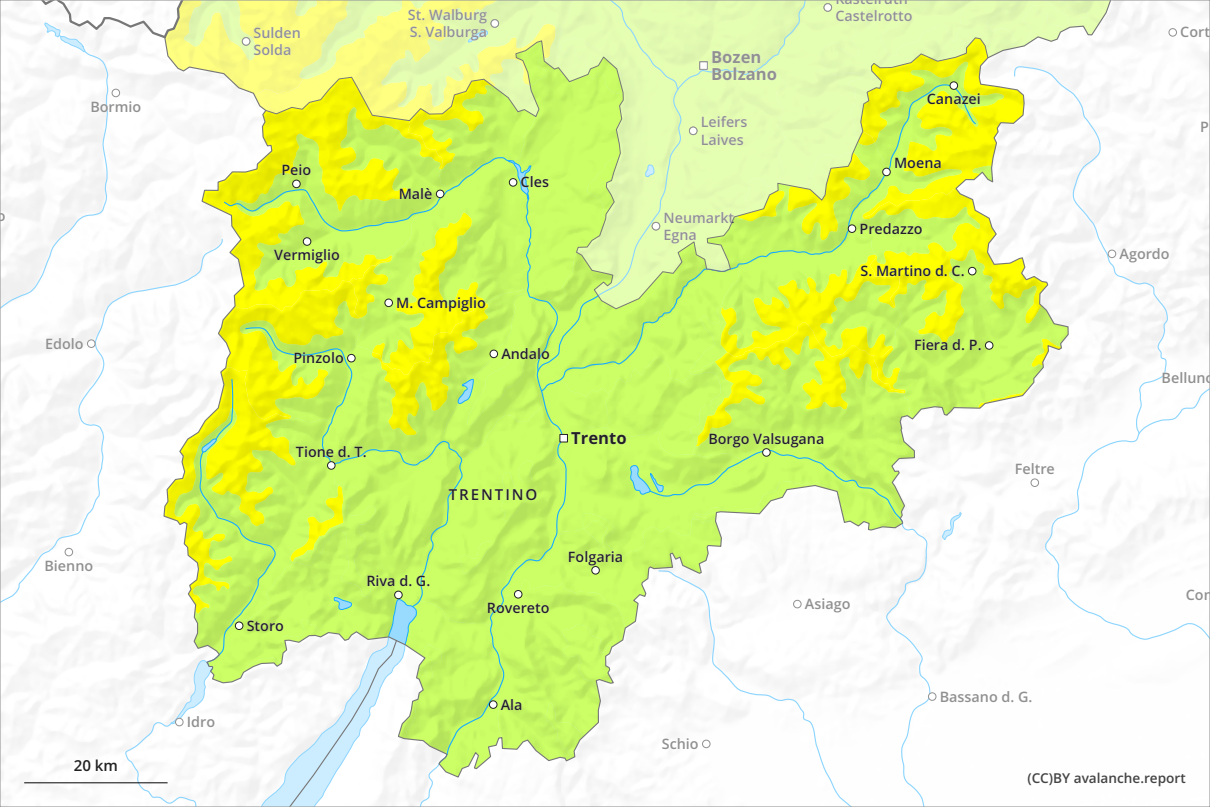 Kastelruth
Castelrotto
St. Walburg
S. Valburga
Sulden
Solda
Cort
Bozen
Bolzano
Bormio
Canazei
Leifers
Laives
Moena
Peio
Cles
Malè
Neumarkt
Egna
Predazzo
Vermiglio
Agordo
S. Martino d. C.
M. Campiglio
Edolo
Fiera d. P.
Andalo
Pinzolo
Belluno
Trento
Borgo Valsugana
Tione d. T.
Feltre
TRENTINO
Folgaria
Bienno
Riva d. G.
Asiago
Rovereto
Storo
Bassano d. G.
Ala
Idro
Schio
20 km
(CC)BY avalanche.report